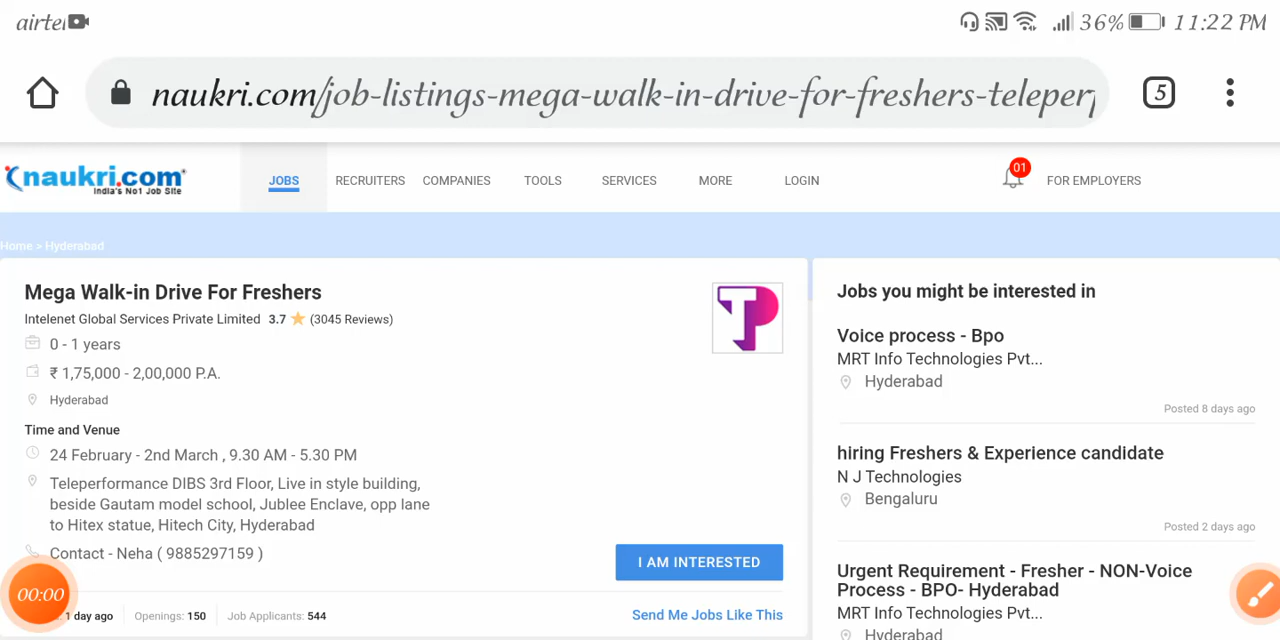 airtel
36% 11:22 PM
naukri.com/job-listings-mega-walk-in-drive-for-freshers-teleper
5
naukri.com
India's No1 Job Site
JOBS RECRUITERS COMPANIES TOOLS SERVICES MORE LOGIN 01 FOR EMPLOYERS
Home > Hyderabad
Mega Walk-in Drive For Freshers
Intelenet Global Services Private Limited 3.7 (3045 Reviews)
0 - 1 years
₹ 1,75,000 - 2,00,000 P.A.
Hyderabad
Time and Venue
24 February - 2nd March , 9.30 AM - 5.30 PM
Teleperformance DIBS 3rd Floor, Live in style building,
beside Gautam model school, Jublee Enclave, opp lane
to Hitex statue, Hitech City, Hyderabad
Contact - Neha ( 9885297159 )
I AM INTERESTED
00:00
1 day ago Openings: 150 Job Applicants: 544
Send Me Jobs Like This
TP
Jobs you might be interested in
Voice process - Bpo
MRT Info Technologies Pvt...
Hyderabad
Posted 8 days ago
hiring Freshers & Experience candidate
N J Technologies
Bengaluru
Posted 2 days ago
Urgent Requirement - Fresher - NON-Voice
Process - BPO- Hyderabad
MRT Info Technologies Pvt...
Hyderabad